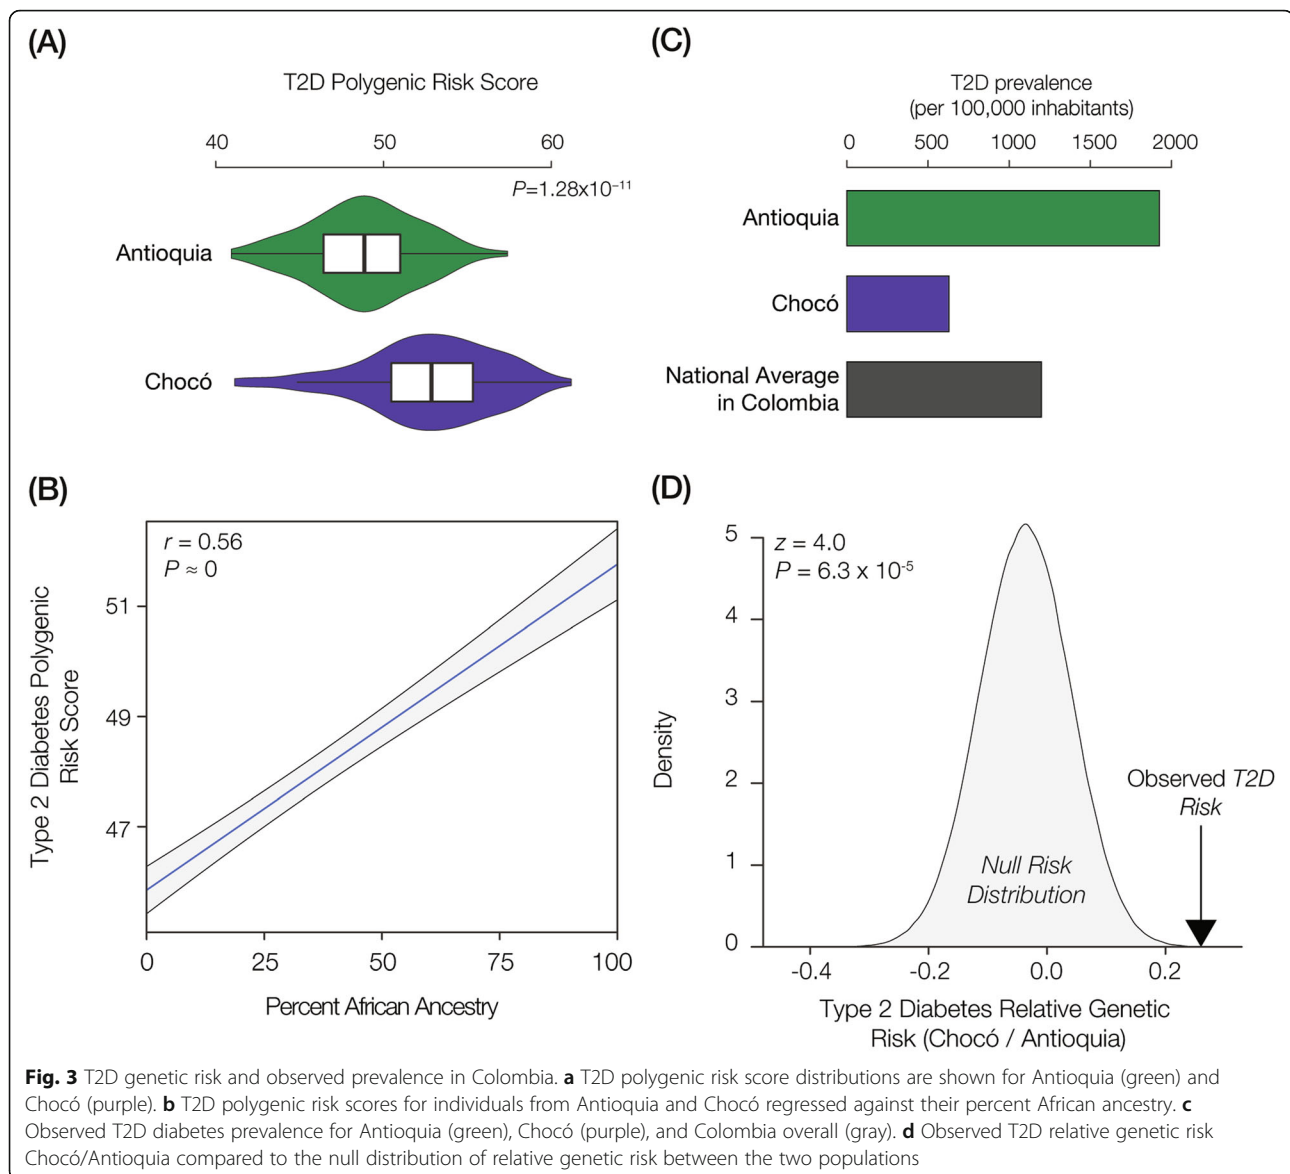 (A)
T2D Polygenic Risk Score
40 50 60
P=1.28x10⁻¹¹
Antioquia
Chocó
(C)
T2D prevalence
(per 100,000 inhabitants)
0 500 1000 1500 2000
Antioquia
Chocó
National Average
in Colombia
(B)
r = 0.56
P ≈ 0
Type 2 Diabetes Polygenic
Risk Score
51
49
47
0 25 50 75 100
Percent African Ancestry
(D)
z = 4.0
P = 6.3 x 10⁻⁵
Density
5
4
3
2
1
0
Observed T2D
Risk
Null Risk
Distribution
-0.4 -0.2 0.0 0.2
Type 2 Diabetes Relative Genetic
Risk (Chocó / Antioquia)
Fig. 3 T2D genetic risk and observed prevalence in Colombia. a T2D polygenic risk score distributions are shown for Antioquia (green) and
Chocó (purple). b T2D polygenic risk scores for individuals from Antioquia and Chocó regressed against their percent African ancestry. c
Observed T2D diabetes prevalence for Antioquia (green), Chocó (purple), and Colombia overall (gray). d Observed T2D relative genetic risk
Chocó/Antioquia compared to the null distribution of relative genetic risk between the two populations